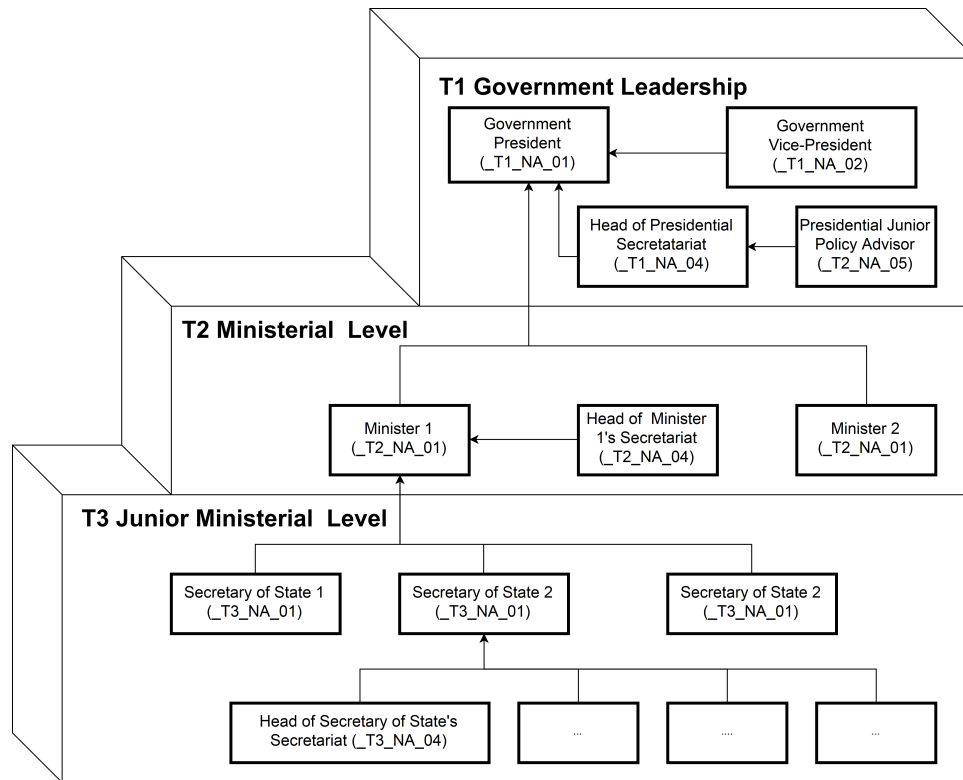 T1 Government Leadership
Government
President
(_T1_NA_01)
Government
Vice-President
(_T1_NA_02)
Head of Presidential
Secretatariat
(_T1_NA_04)
Presidential Junior
Policy Advisor
(_T2_NA_05)
T2 Ministerial  Level
Minister 1
(_T2_NA_01)
Head of  Minister
1's Secretariat
(_T2_NA_04)
Minister 2
(_T2_NA_01)
T3 Junior Ministerial  Level
Secretary of State 1
(_T3_NA_01)
Secretary of State 2
(_T3_NA_01)
Secretary of State 2
(_T3_NA_01)
Head of Secretary of State's
Secretariat (_T3_NA_04)
...
....
...